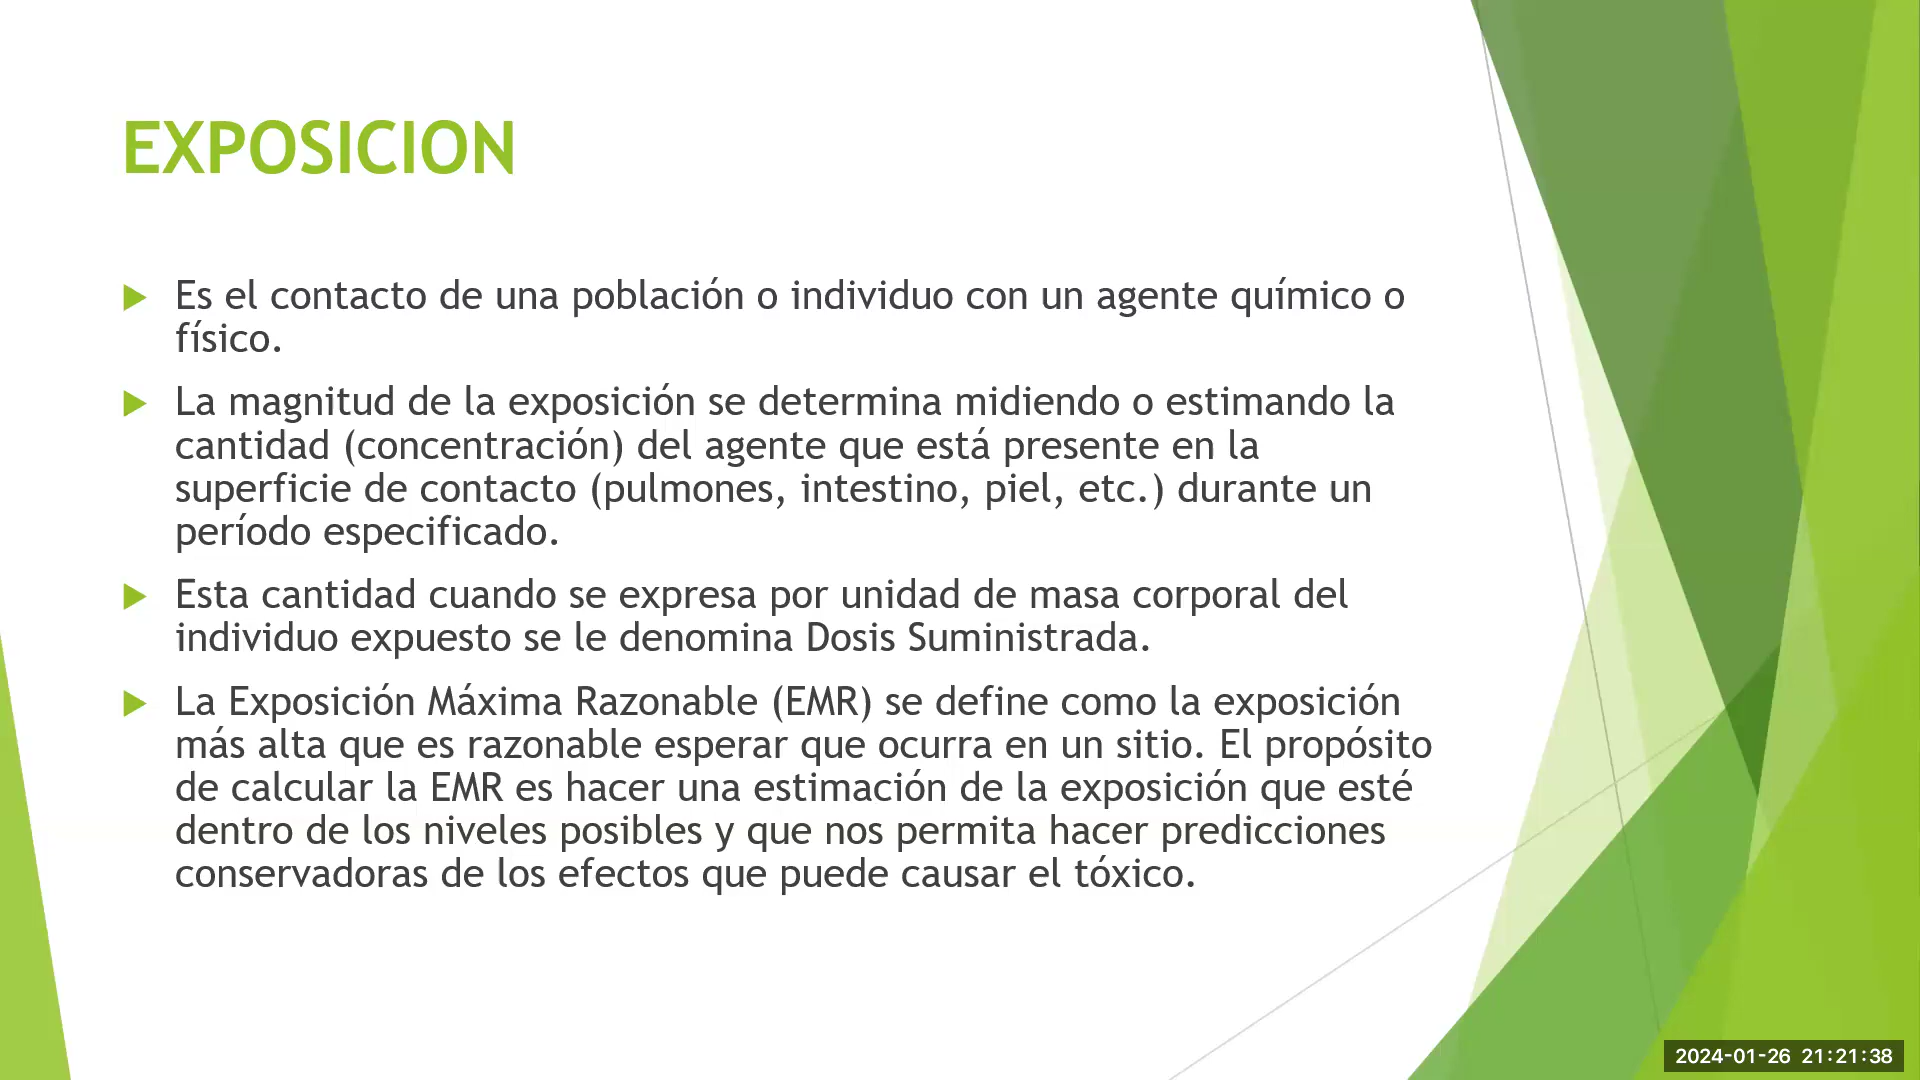 EXPOSICION
Es el contacto de una población o individuo con un agente químico o
físico.
La magnitud de la exposición se determina midiendo o estimando la
cantidad (concentración) del agente que está presente en la
superficie de contacto (pulmones, intestino, piel, etc.) durante un
período especificado.
Esta cantidad cuando se expresa por unidad de masa corporal del
individuo expuesto se le denomina Dosis Suministrada.
La Exposición Máxima Razonable (EMR) se define como la exposición
más alta que es razonable esperar que ocurra en un sitio. El propósito
de calcular la EMR es hacer una estimación de la exposición que esté
dentro de los niveles posibles y que nos permita hacer predicciones
conservadoras de los efectos que puede causar el tóxico.
2024-01-26 21:21:38